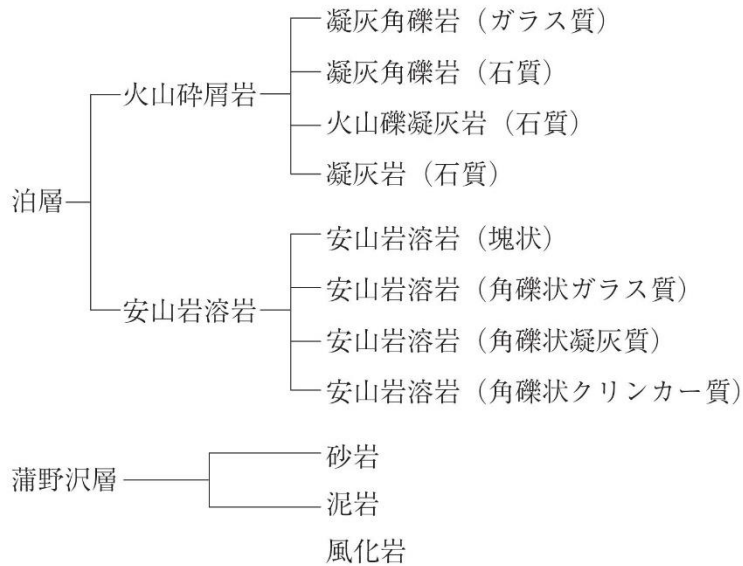 凝灰角礫岩（ガラス質）
凝灰角礫岩（石質）
火山砕屑岩
火山礫凝灰岩（石質）
凝灰岩（石質）
泊層
安山岩溶岩（塊状）
安山岩溶岩（角礫状ガラス質）
安山岩溶岩
安山岩溶岩（角礫状凝灰質）
安山岩溶岩（角礫状クリンカー質）
砂岩
蒲野沢層
泥岩
風化岩